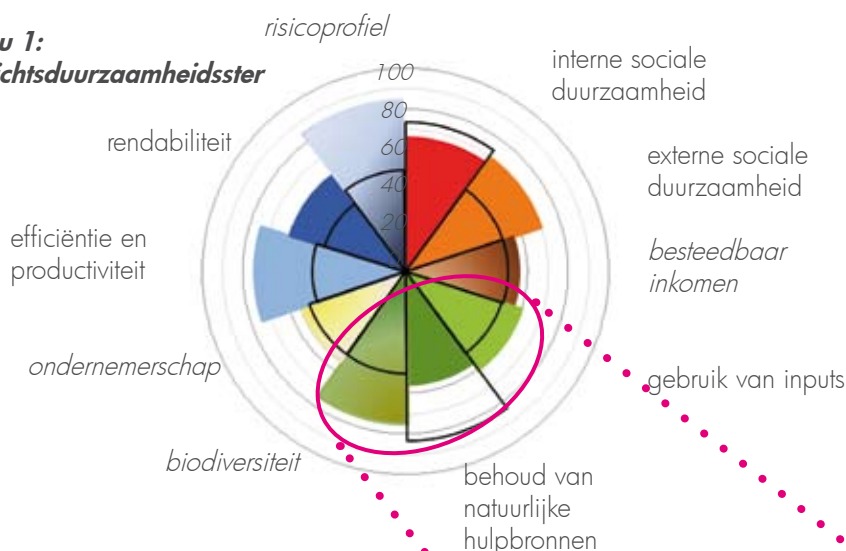 u 1:
ichtsduurzaamheidsster
risicoprofiel
interne sociale
duurzaamheid
externe sociale
duurzaamheid
besteedbaar
inkomen
gebruik van inputs
behoud van
natuurlijke
hulpbronnen
biodiversiteit
ondernemerschap
efficiëntie en
productiviteit
rendabiliteit
100
80
60
40
20